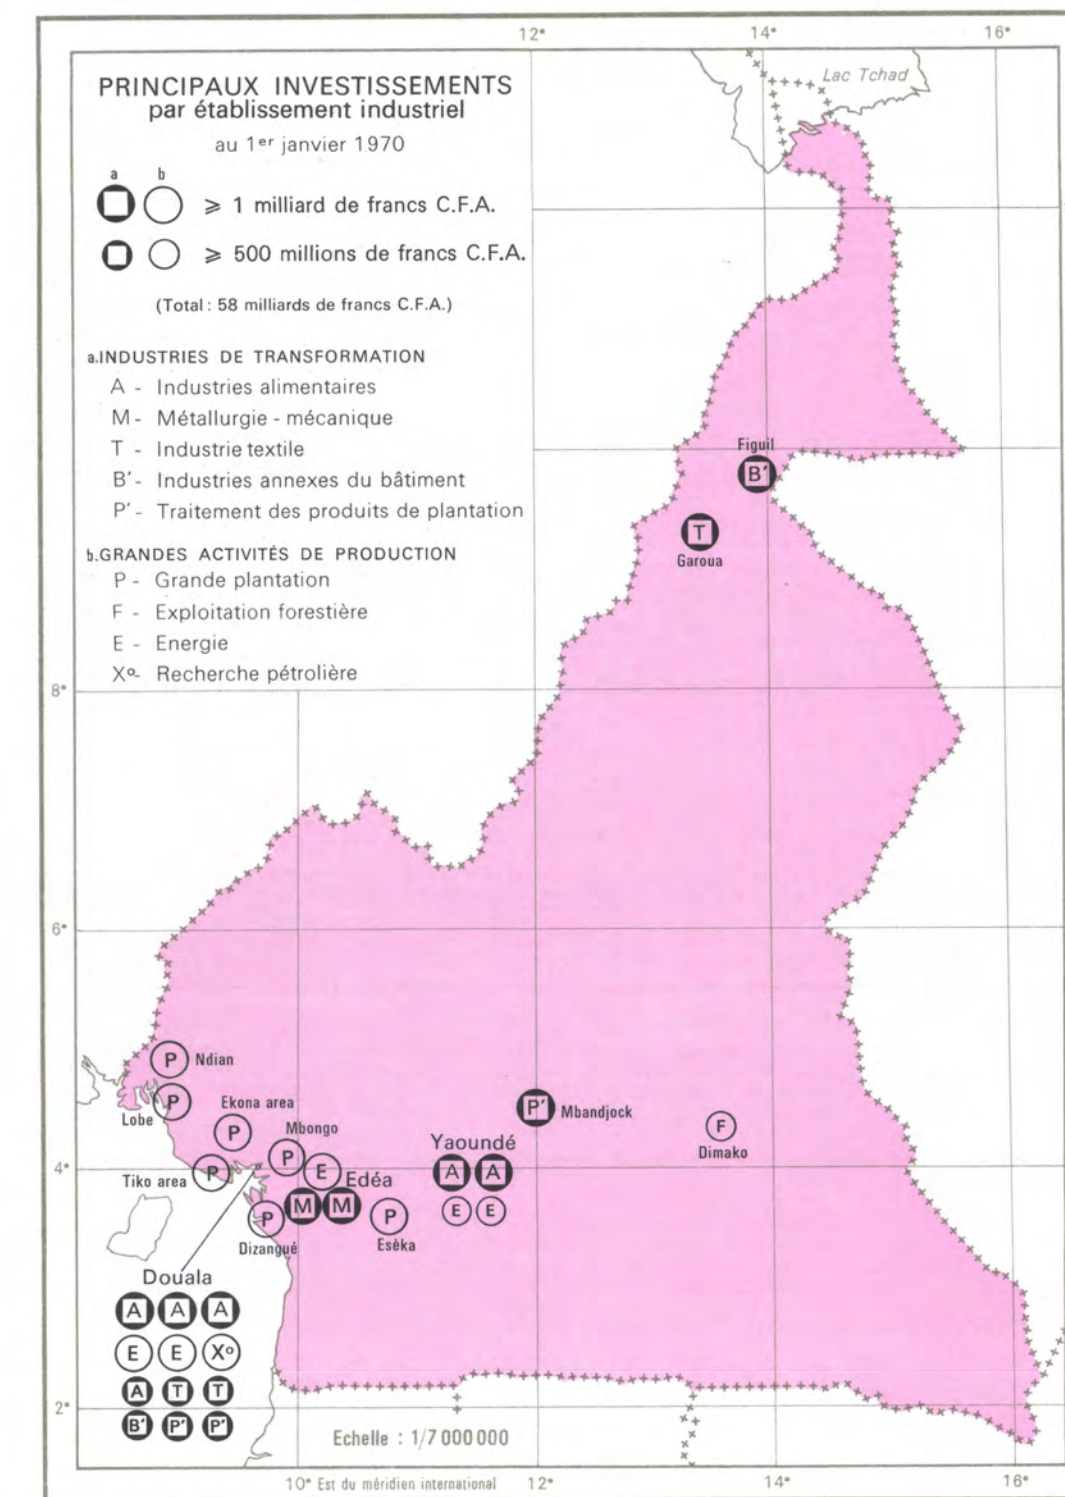 12° 14° 16°
Lac Tchad
PRINCIPAUX INVESTISSEMENTS
par établissement industriel
au 1er janvier 1970
a b
≥ 1 milliard de francs C.F.A.
≥ 500 millions de francs C.F.A.
(Total : 58 milliards de francs C.F.A.)
a.INDUSTRIES DE TRANSFORMATION
A - Industries alimentaires
M - Métallurgie - mécanique
T - Industrie textile
B' - Industries annexes du bâtiment
P' - Traitement des produits de plantation
b.GRANDES ACTIVITÉS DE PRODUCTION
P - Grande plantation
F - Exploitation forestière
E - Energie
Xo- Recherche pétrolière
Figuil
B'
T
Garoua
8°
6°
P Ndian
P
Lobe
Ekona area
P
Mbongo
P
E
P' Mbandjock
F
Dimako
Yaoundé
A A
E E
4°
Tiko area P
Edéa
M M
P
Dizangué
P
Esèka
Douala
A A A
E E Xo
A T T
B' P' P'
2°
Echelle : 1/7 000 000
10° Est du méridien international 12° 14° 16°